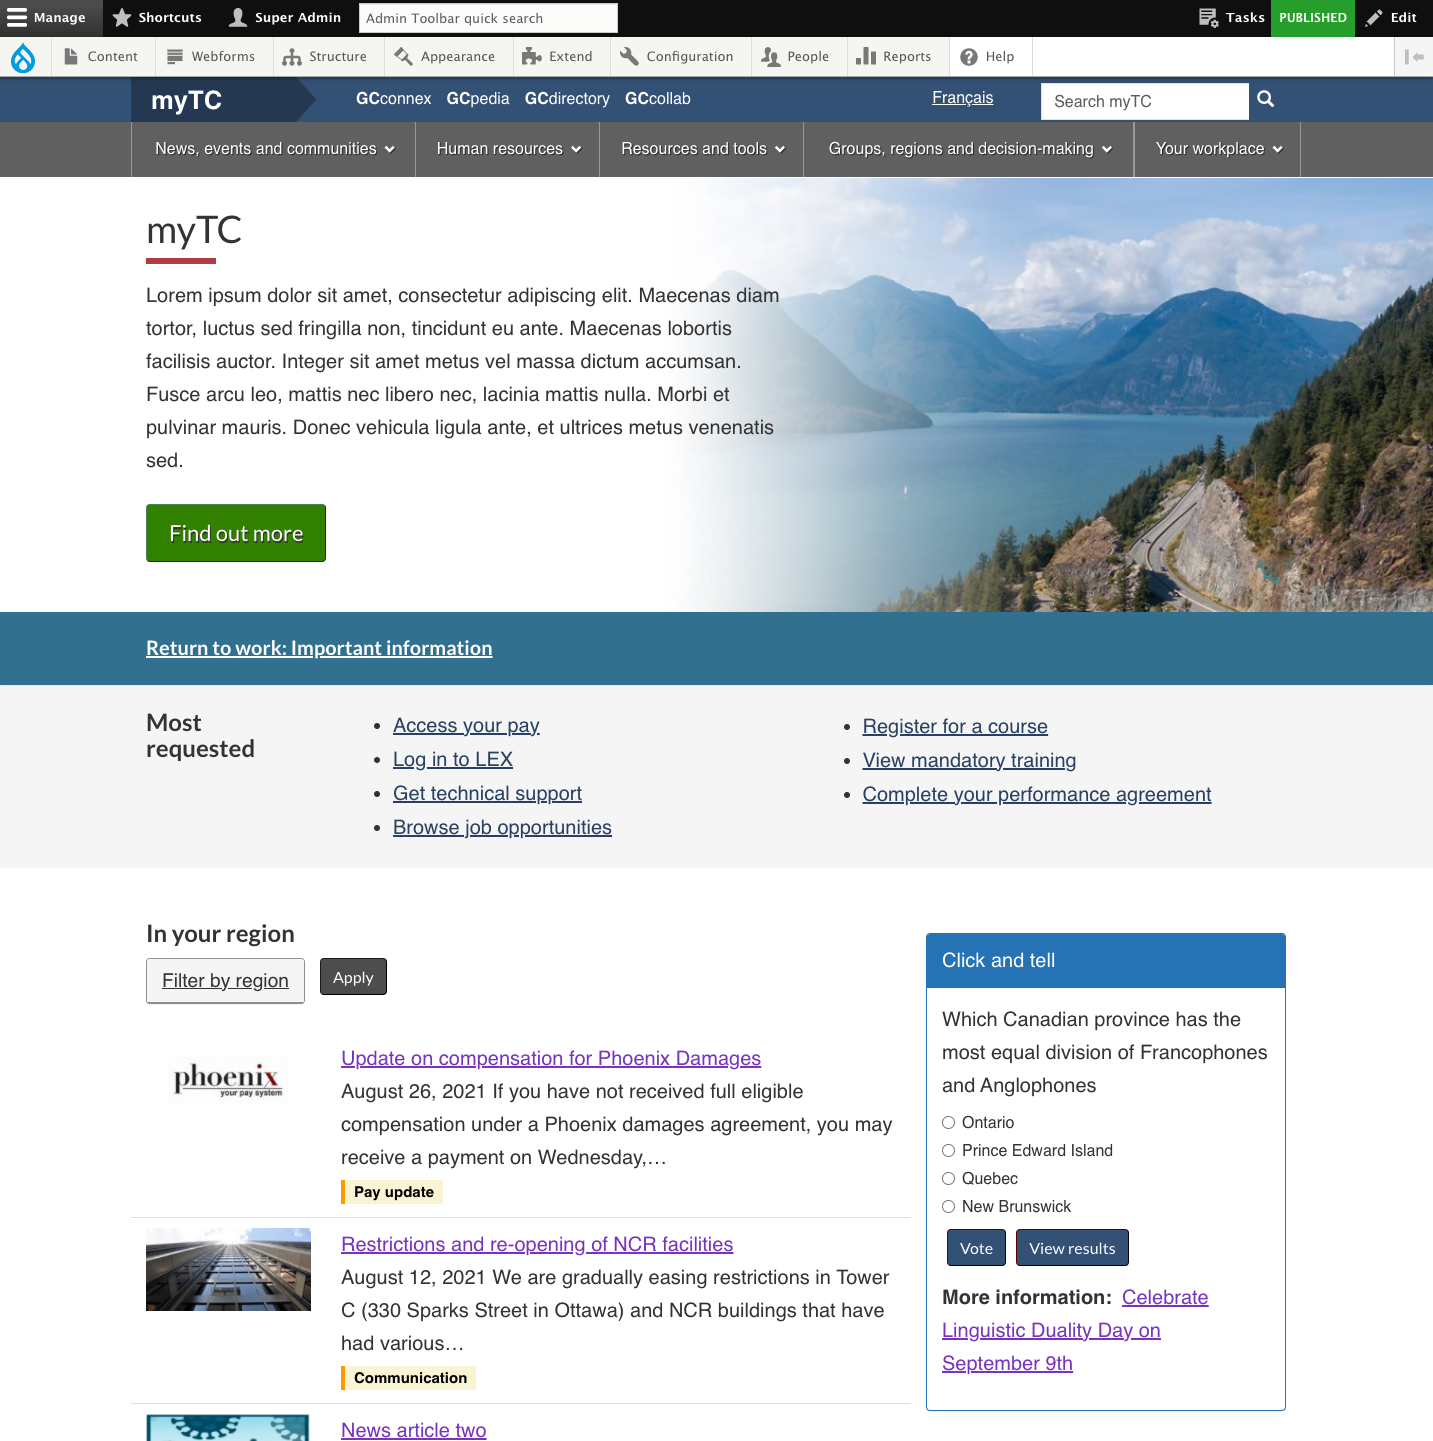 Manage Shortcuts Super Admin Admin Toolbar quick search Tasks PUBLISHED Edit
Content Webforms Structure Appearance Extend Configuration People Reports Help
myTC GCconnex GCpedia GCdirectory GCcollab Français Search myTC
News, events and communities Human resources Resources and tools Groups, regions and decision-making Your workplace
myTC
Lorem ipsum dolor sit amet, consectetur adipiscing elit. Maecenas diam
tortor, luctus sed fringilla non, tincidunt eu ante. Maecenas lobortis
facilisis auctor. Integer sit amet metus vel massa dictum accumsan.
Fusce arcu leo, mattis nec libero nec, lacinia mattis nulla. Morbi et
pulvinar mauris. Donec vehicula ligula ante, et ultrices metus venenatis
sed.
Find out more
Return to work: Important information
Most
requested
Access your pay
Log in to LEX
Get technical support
Browse job opportunities
Register for a course
View mandatory training
Complete your performance agreement
In your region
Filter by region Apply
phoenix
your pay system
Update on compensation for Phoenix Damages
August 26, 2021 If you have not received full eligible
compensation under a Phoenix damages agreement, you may
receive a payment on Wednesday,…
Pay update
Restrictions and re-opening of NCR facilities
August 12, 2021 We are gradually easing restrictions in Tower
C (330 Sparks Street in Ottawa) and NCR buildings that have
had various…
Communication
News article two
Click and tell
Which Canadian province has the
most equal division of Francophones
and Anglophones
Ontario
Prince Edward Island
Quebec
New Brunswick
Vote View results
More information: Celebrate
Linguistic Duality Day on
September 9th